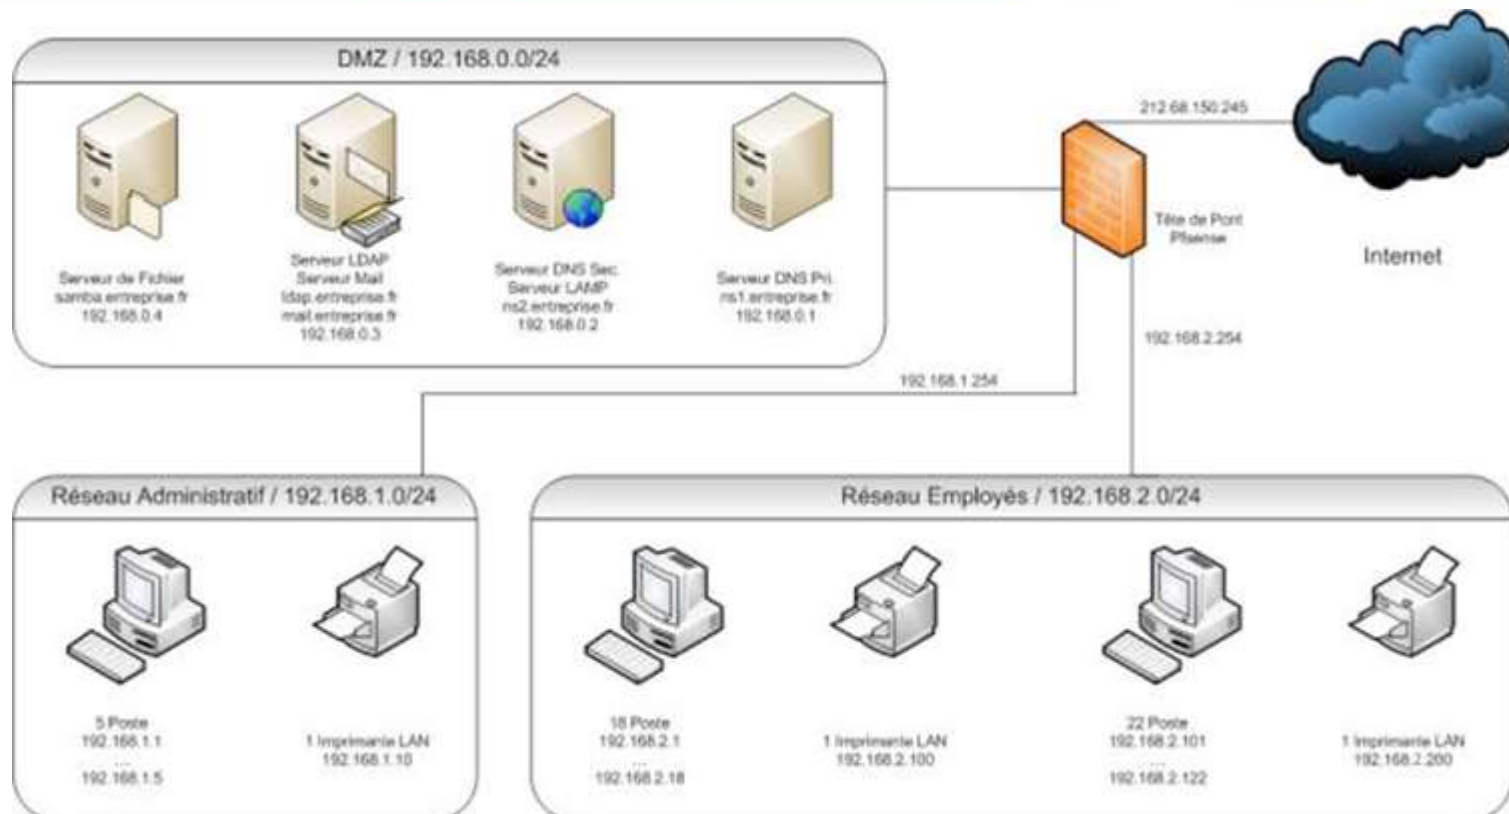 DMZ / 192.168.0.0/24
Serveur de Fichier
samba.entreprise.fr
192.168.0.4
Serveur LDAP
Serveur Mail
ldap.entreprise.fr
mail.entreprise.fr
192.168.0.3
Serveur DNS Sec.
Serveur LAMP
ns2.entreprise.fr
192.168.0.2
Serveur DNS Pri.
ns1.entreprise.fr
192.168.0.1
212.68.150.245
Tête de Pont
Pfsense
Internet
192.168.2.254
192.168.1.254
Réseau Administratif / 192.168.1.0/24
5 Poste
192.168.1.1
...
192.168.1.5
1 Imprimante LAN
192.168.1.10
Réseau Employés / 192.168.2.0/24
18 Poste
192.168.2.1
...
192.168.2.18
1 Imprimante LAN
192.168.2.100
22 Poste
192.168.2.101
...
192.168.2.122
1 Imprimante LAN
192.168.2.200